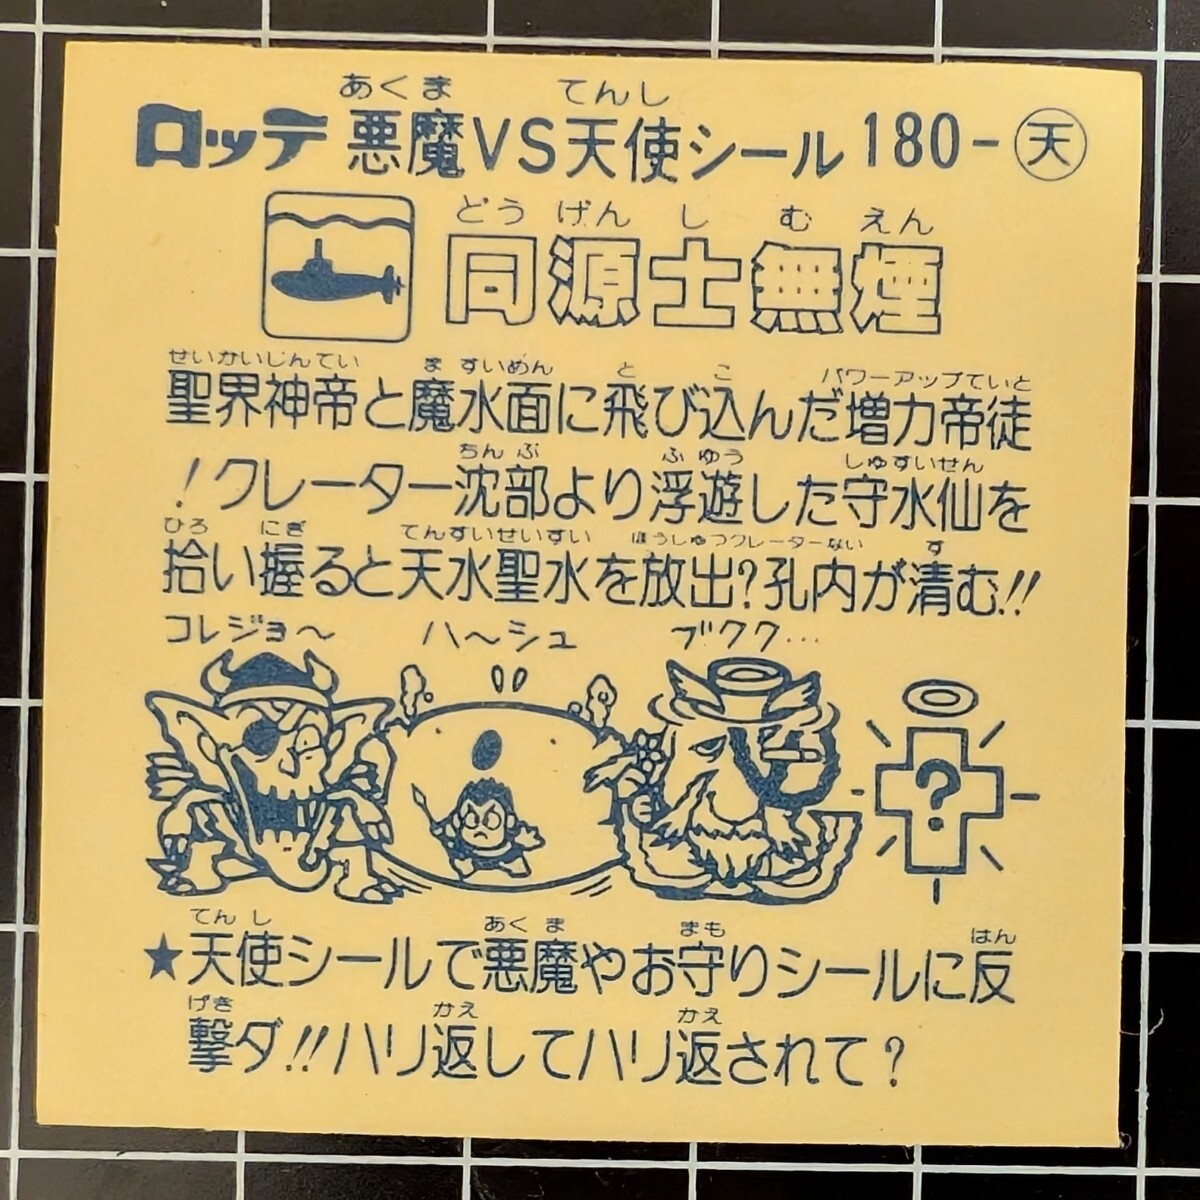 あくま てんし
ロッテ 悪魔VS天使シール 180-天
どうげんしむえん
同源士無煙
せいかいじんてい ますいめん と こ パワーアップていと
聖界神帝と魔水面に飛び込んだ増力帝徒
ちんぶ ふゆう しゅすいせん
!クレーター沈部より浮遊した守水仙を
ひろ にぎ てんすいせいすい ほうしゅつクレーターない す
拾い握ると天水聖水を放出?孔内が清む!!
コレジョ〜 ハ〜シュ ブクク…
?
てんし あくま まも はん
★天使シールで悪魔やお守りシールに反
げき かえ かえ
撃ダ!!ハリ返してハリ返されて?